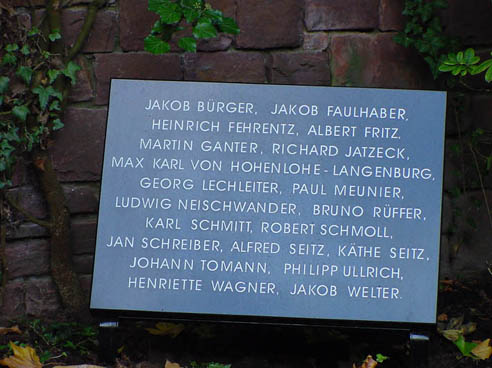 JAKOB BÜRGER, JAKOB FAULHABER,
HEINRICH FEHRENTZ, ALBERT FRITZ.
MARTIN GANTER, RICHARD JATZECK,
MAX KARL VON HOHENLOHE-LANGENBURG,
GEORG LECHLEITER, PAUL MEUNIER,
LUDWIG NEISCHWANDER, BRUNO RÜFFER,
KARL SCHMITT, ROBERT SCHMOLL,
JAN SCHREIBER, ALFRED SEITZ, KÄTHE SEITZ,
JOHANN TOMANN, PHILIPP ULLRICH,
HENRIETTE WAGNER, JAKOB WELTER.